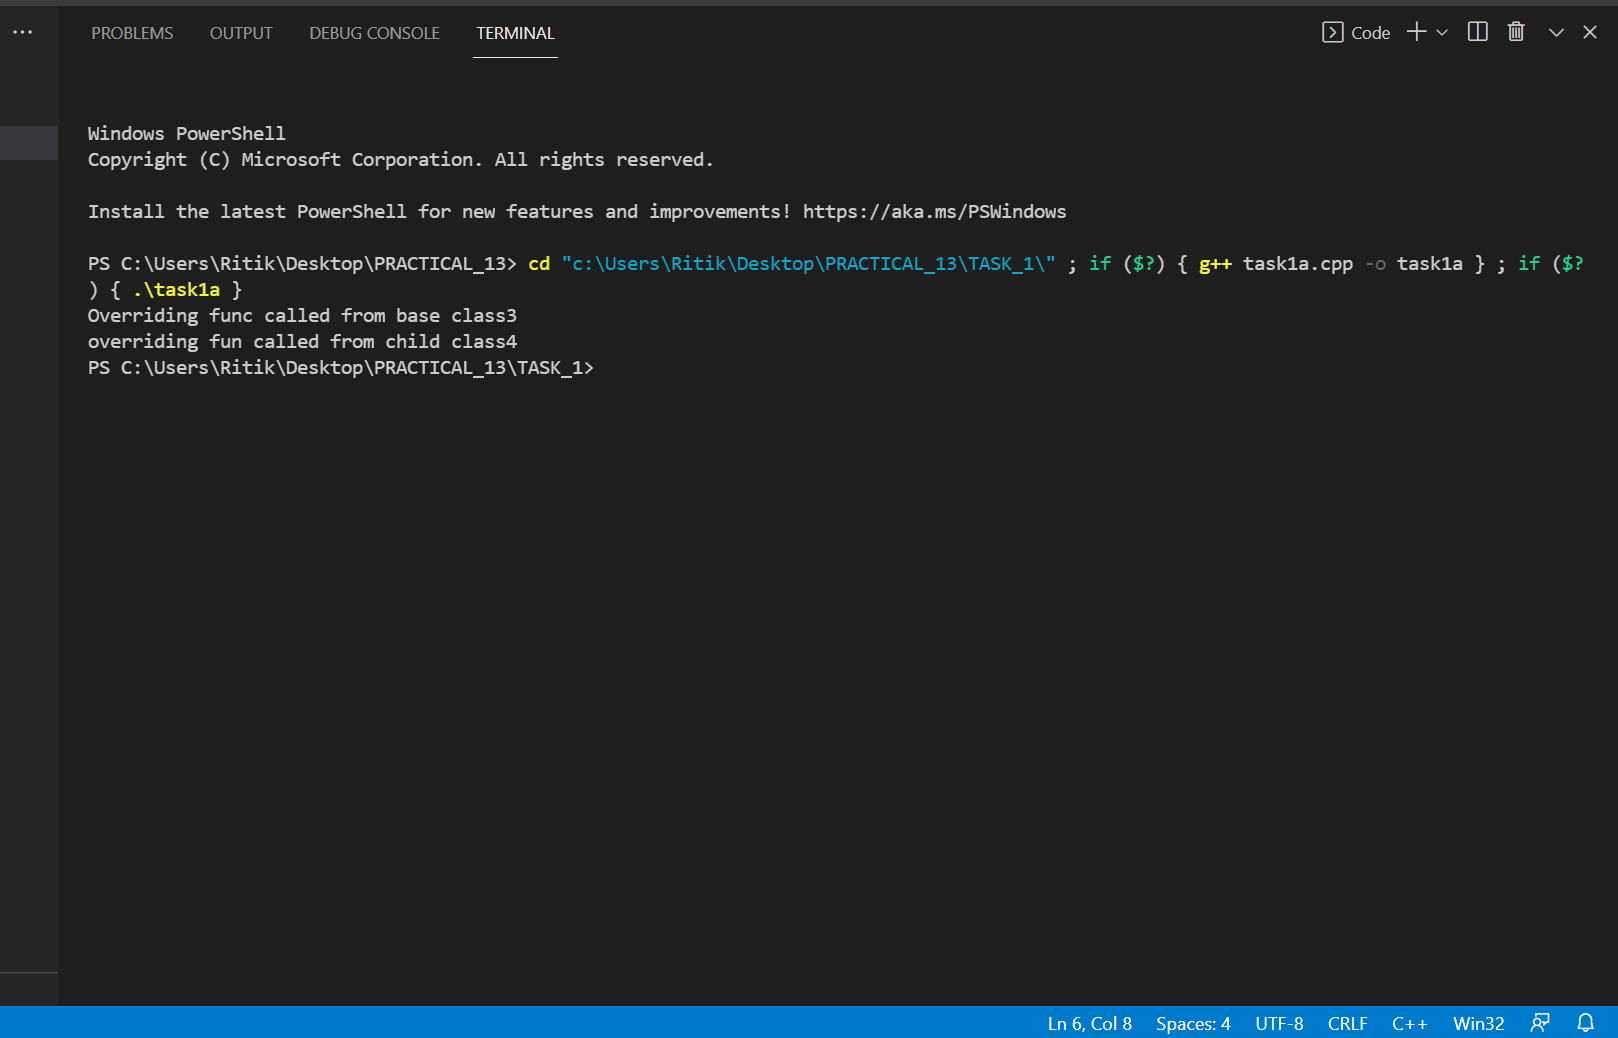 PROBLEMS OUTPUT DEBUG CONSOLE TERMINAL Code
Windows PowerShell
Copyright (C) Microsoft Corporation. All rights reserved.
Install the latest PowerShell for new features and improvements! https://aka.ms/PSWindows
PS C:\Users\Ritik\Desktop\PRACTICAL_13> cd "c:\Users\Ritik\Desktop\PRACTICAL_13\TASK_1\" ; if ($?) { g++ task1a.cpp -o task1a } ; if ($?
) { .\task1a }
Overriding func called from base class3
overriding fun called from child class4
PS C:\Users\Ritik\Desktop\PRACTICAL_13\TASK_1>
Ln 6, Col 8 Spaces: 4 UTF-8 CRLF C++ Win32